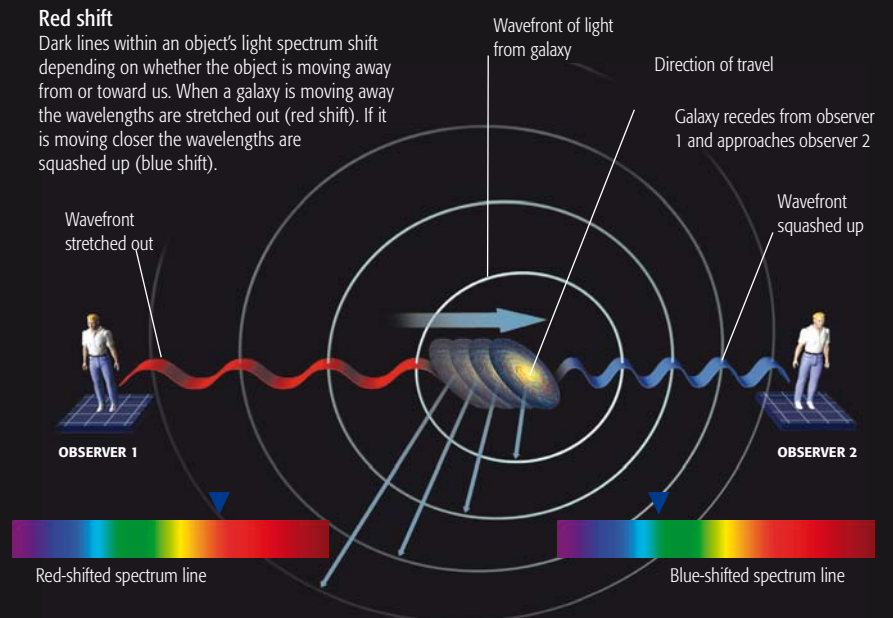 Red shift
Dark lines within an object's light spectrum shift
depending on whether the object is moving away
from or toward us. When a galaxy is moving away
the wavelengths are stretched out (red shift). If it
is moving closer the wavelengths are
squashed up (blue shift).
Wavefront of light
from galaxy
Direction of travel
Galaxy recedes from observer
1 and approaches observer 2
Wavefront
stretched out
Wavefront
squashed up
OBSERVER 1
OBSERVER 2
Red-shifted spectrum line
Blue-shifted spectrum line